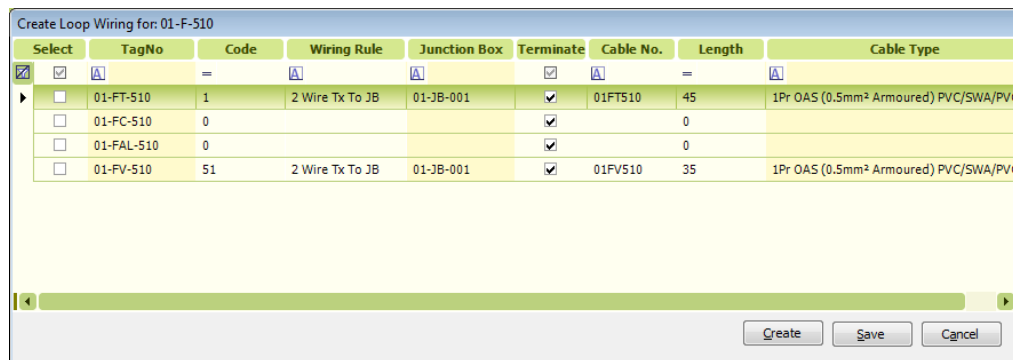 Create Loop Wiring for: 01-F-510
Select TagNo Code Wiring Rule Junction Box Terminate Cable No. Length Cable Type
A = A A A = A
01-FT-510 1 2 Wire Tx To JB 01-JB-001 01FT510 45 1Pr OAS (0.5mm² Armoured) PVC/SWA/PVC
01-FC-510 0 0
01-FAL-510 0 0
01-FV-510 51 2 Wire Tx To JB 01-JB-001 01FV510 35 1Pr OAS (0.5mm² Armoured) PVC/SWA/PVC
Create Save Cancel